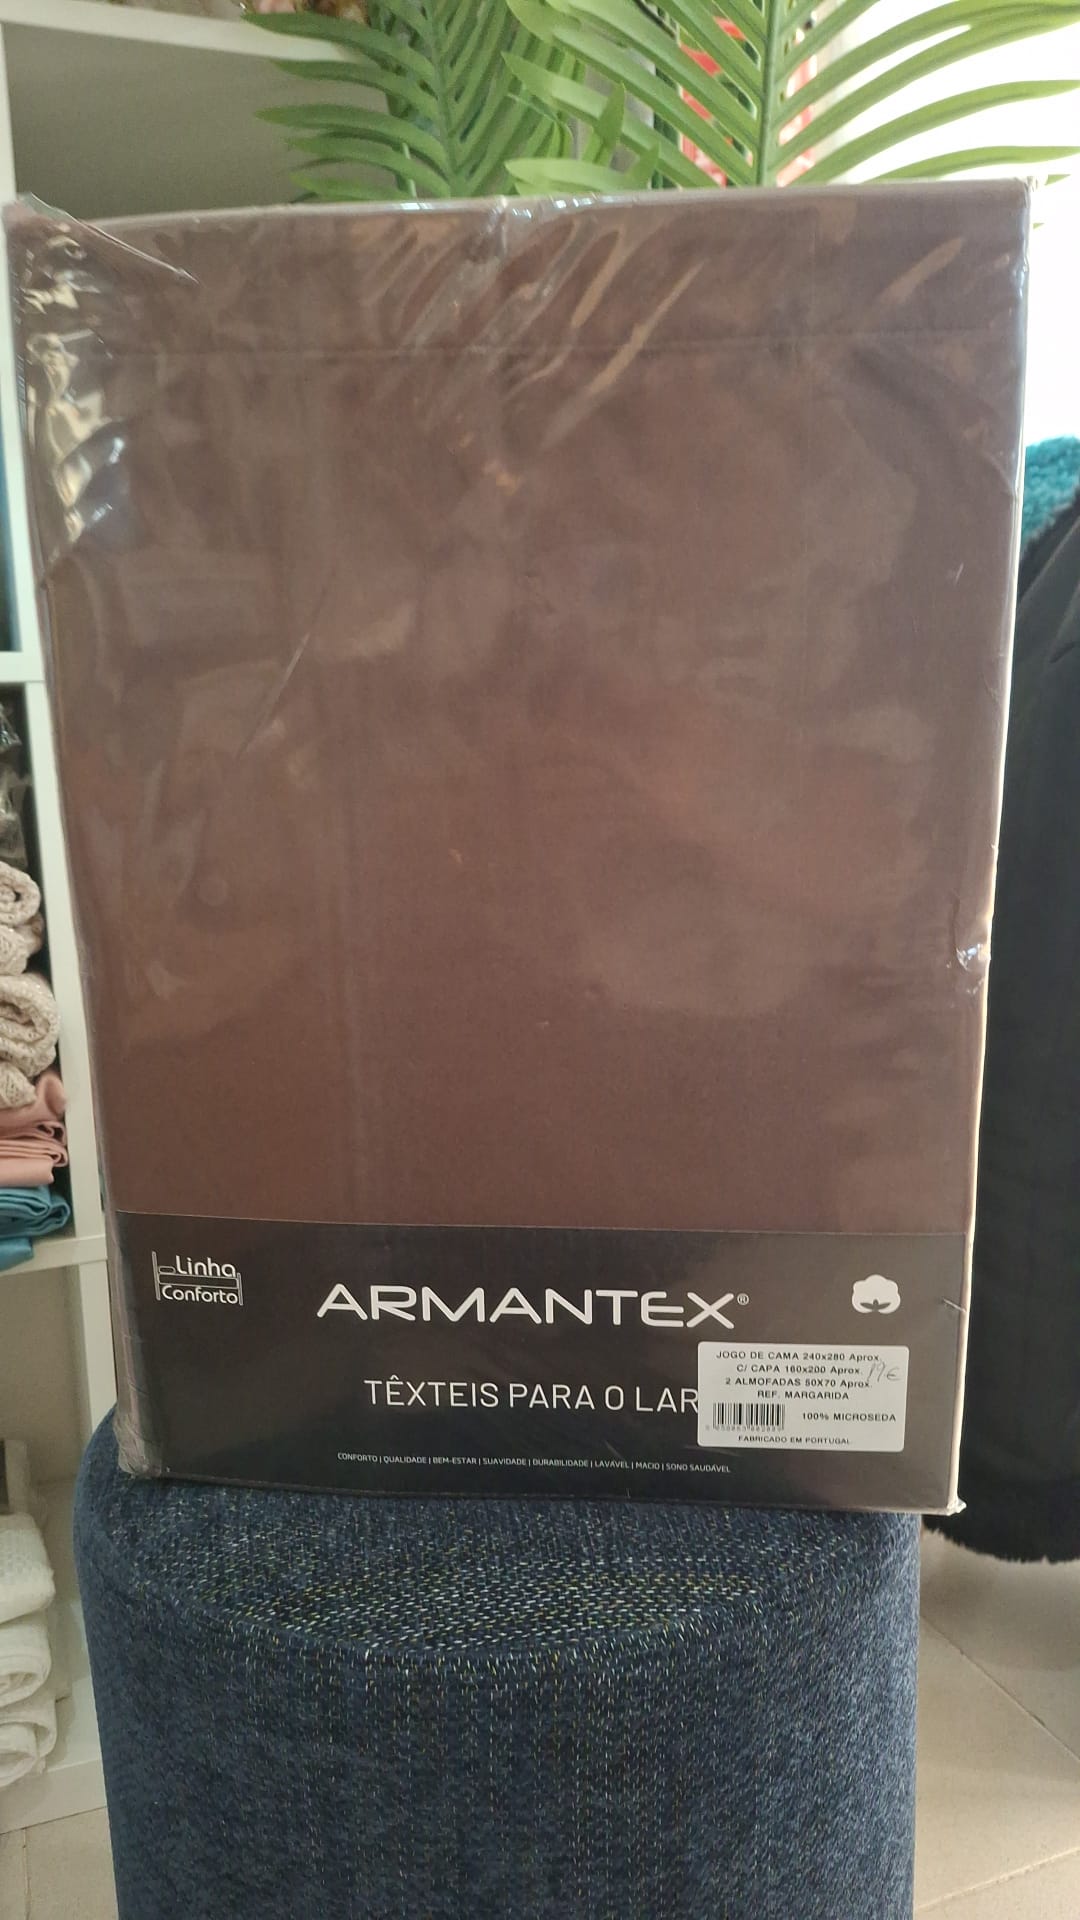 Linha
Conforto
ARMANTEX®
TÊXTEIS PARA O LAR
CONFORTO | QUALIDADE | BEM-ESTAR | SUAVIDADE | DURABILIDADE | LAVÁVEL | MACIO | SONO SAUDÁVEL
JOGO DE CAMA 240x280 Aprox.
C/ CAPA 160x200 Aprox.
19€
2 ALMOFADAS 50X70 Aprox.
REF. MARGARIDA
100% MICROSEDA
FABRICADO EM PORTUGAL